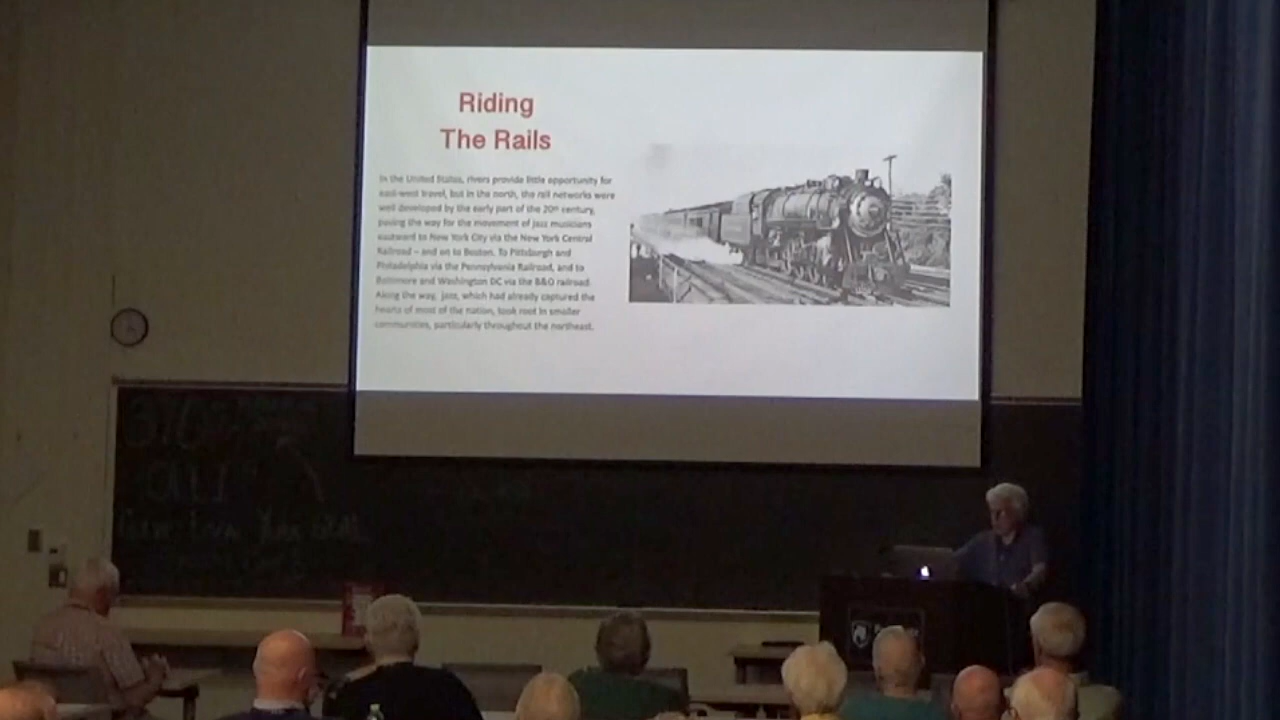 Riding
The Rails
In the United States, rivers provide little opportunity for
east-west travel, but in the north, the rail networks were
well developed by the early part of the 20th century,
paving the way for the movement of jazz musicians
eastward to New York City via the New York Central
Railroad – and on to Boston. To Pittsburgh and
Philadelphia via the Pennsylvania Railroad, and to
Baltimore and Washington DC via the B&O railroad.
Along the way, jazz, which had already captured the
hearts of most of the nation, took root in smaller
communities, particularly throughout the northeast.
OLLI